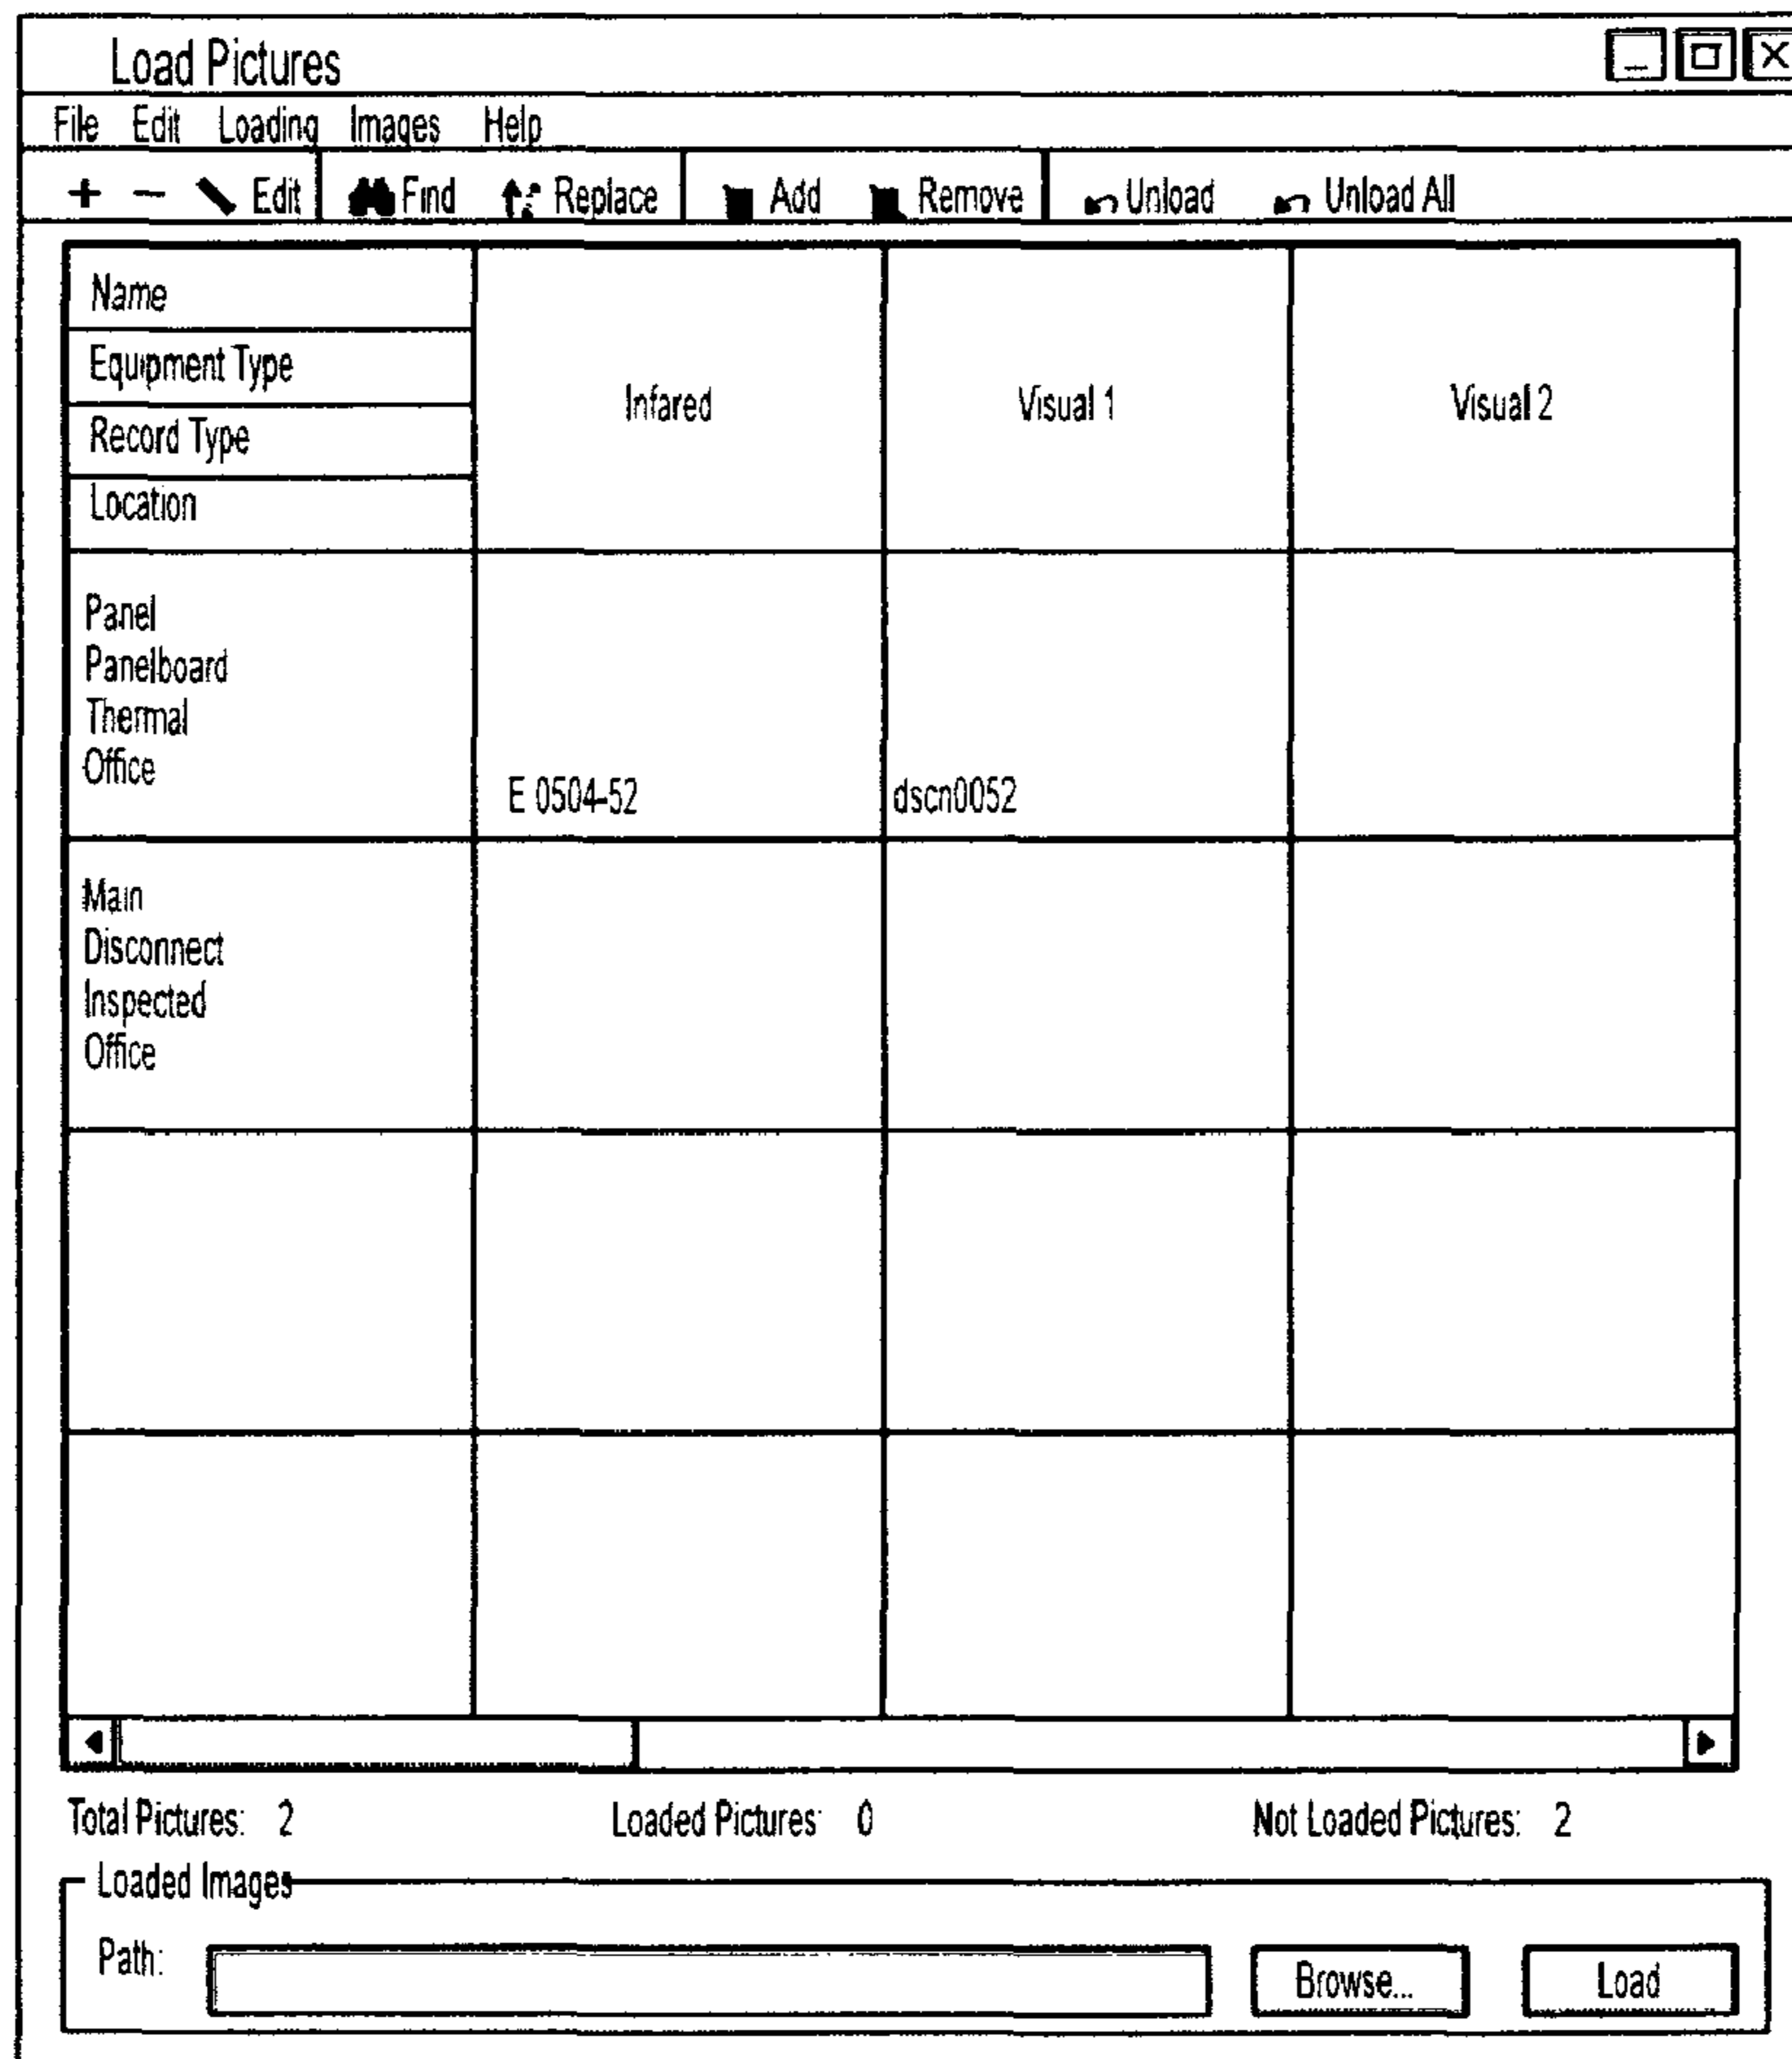 Load Pictures
File Edit Loading Images Help
+ − Edit Find Replace Add Remove Unload Unload All
Name
Equipment Type
Record Type
Location
Infared
Visual 1
Visual 2
Panel
Panelboard
Thermal
Office
E 0504-52
dscn0052
Main
Disconnect
Inspected
Office
Total Pictures: 2 Loaded Pictures: 0 Not Loaded Pictures: 2
Loaded Images
Path:
Browse...
Load